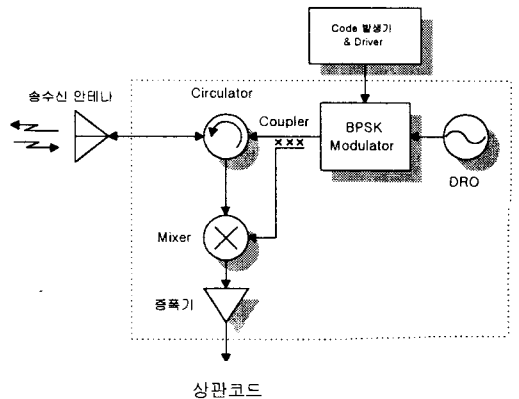 Code 발생기
& Driver
송수신 안테나
Circulator
Coupler
BPSK
Modulator
DRO
Mixer
증폭기
상관코드